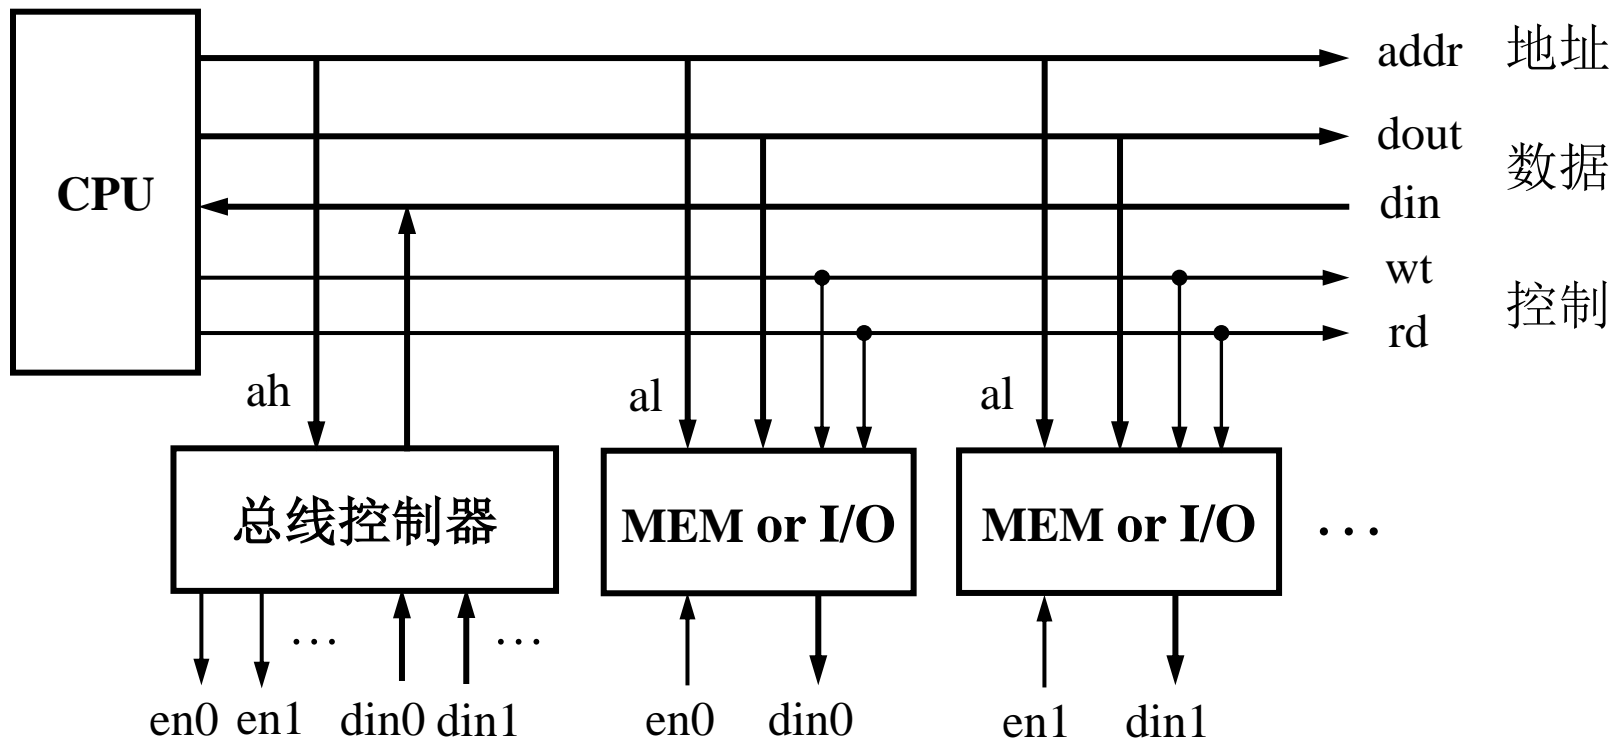 addr 地址
dout
数据
CPU
din
wt
控制
rd
ah
al
al
总线控制器
MEM or I/O
MEM or I/O
…
… …
en0 en1 din0 din1 en0 din0 en1 din1